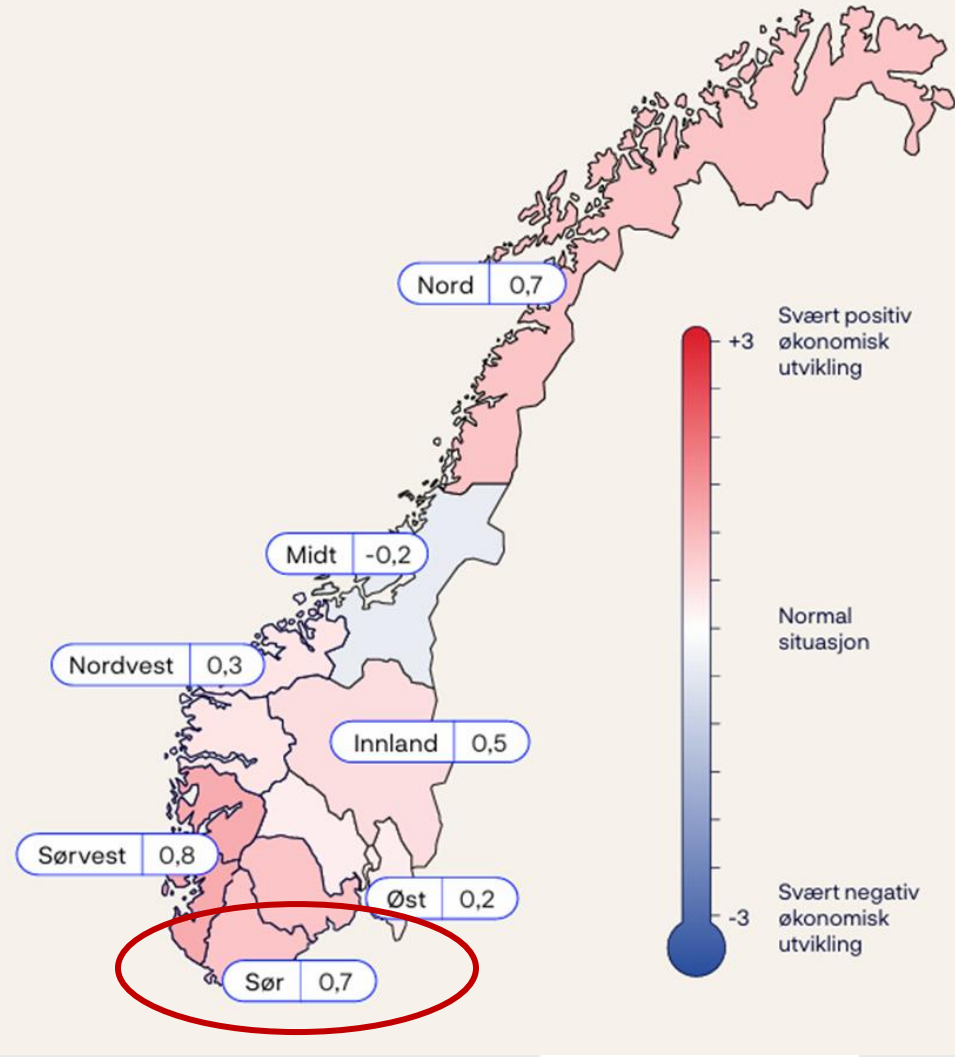 Nord 0,7
Svært positiv
+3 økonomisk
utvikling
Midt -0,2
Normal
situasjon
Nordvest 0,3
Innland 0,5
Sørvest 0,8
Øst 0,2
Svært negativ
-3 økonomisk
utvikling
Sør 0,7